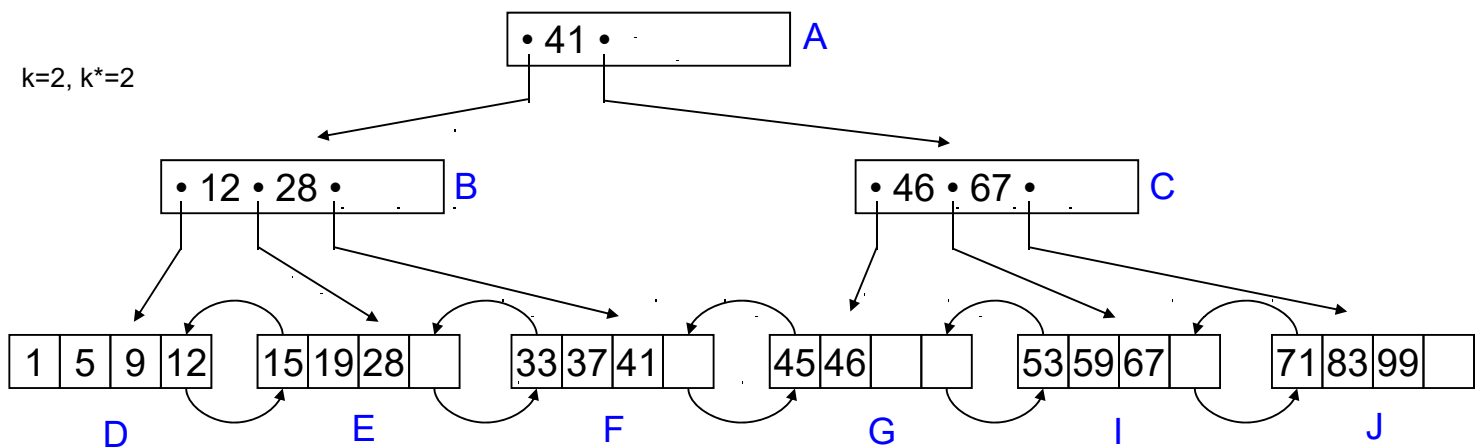 • 41 • A
k=2, k*=2
• 12 • 28 • B
• 46 • 67 • C
1 5 9 12
15 19 28
33 37 41
45 46
53 59 67
71 83 99
D E F G I J